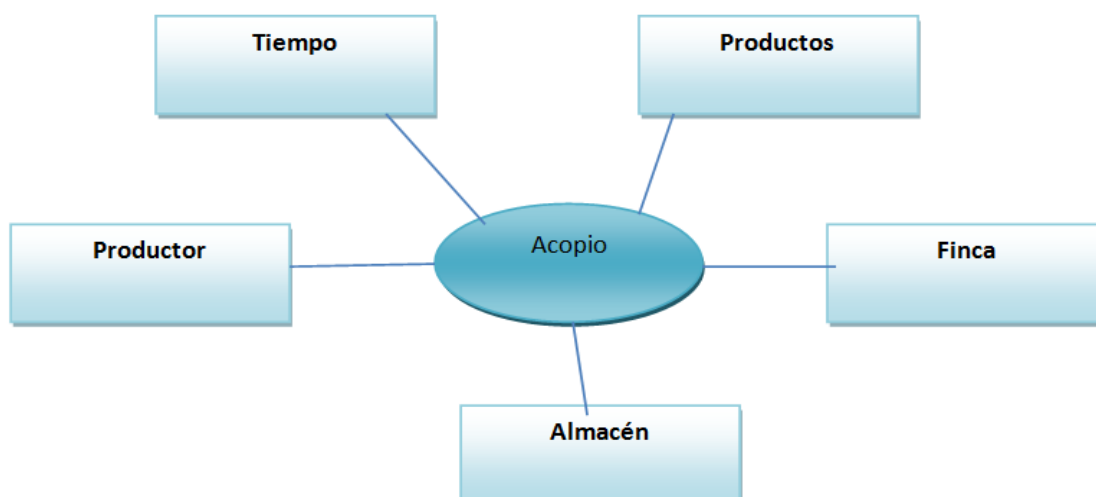 Tiempo
Productos
Productor
Acopio
Finca
Almacén